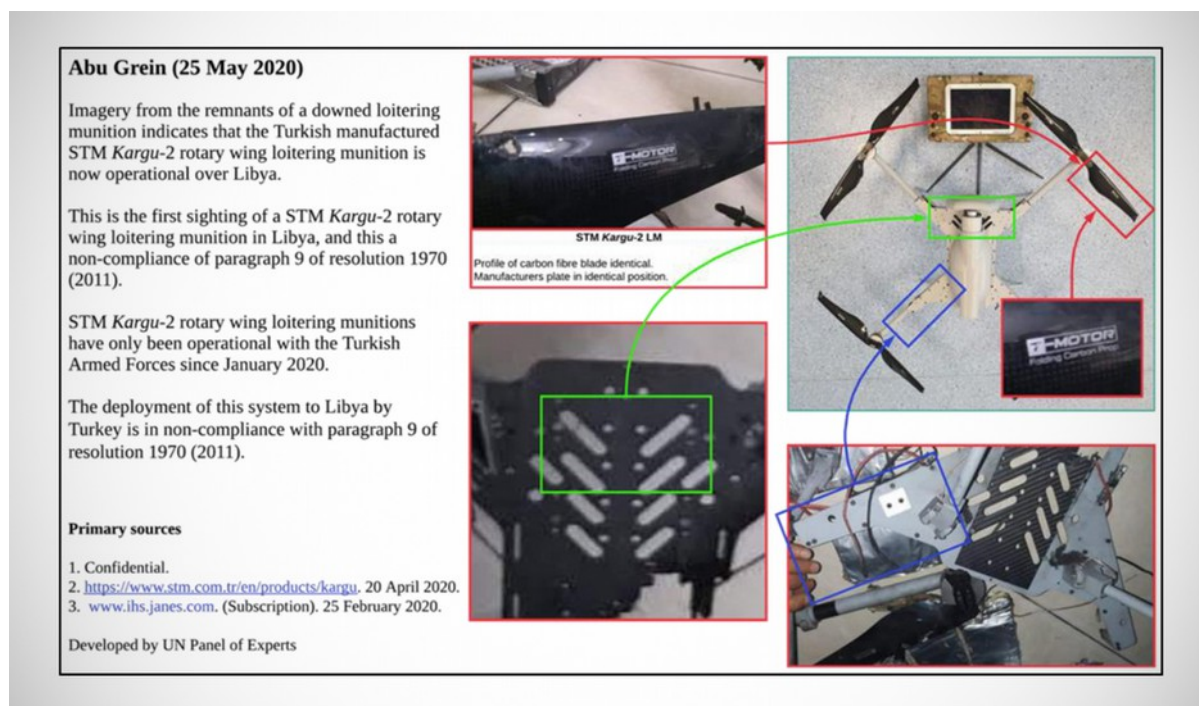 Abu Grein (25 May 2020)
Imagery from the remnants of a downed loitering
munition indicates that the Turkish manufactured
STM Kargu-2 rotary wing loitering munition is
now operational over Libya.
This is the first sighting of a STM Kargu-2 rotary
wing loitering munition in Libya, and this a
non-compliance of paragraph 9 of resolution 1970
(2011).
STM Kargu-2 rotary wing loitering munitions
have only been operational with the Turkish
Armed Forces since January 2020.
The deployment of this system to Libya by
Turkey is in non-compliance with paragraph 9 of
resolution 1970 (2011).
Primary sources
1. Confidential.
2. https://www.stm.com.tr/en/products/kargu. 20 April 2020.
3. www.ihs.janes.com. (Subscription). 25 February 2020.
Developed by UN Panel of Experts
T-MOTOR
Folding Carbon Prop
STM Kargu-2 LM
Profile of carbon fibre blade identical.
Manufacturers plate in identical position.
T-MOTOR
Folding Carbon Prop